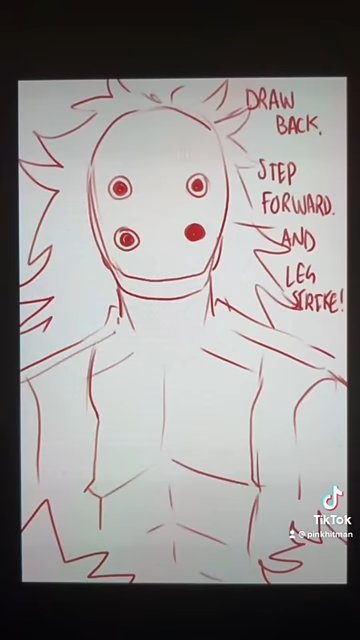 DRAW
BACK.
STEP
FORWARD.
AND
LEG
STRIKE!
TikTok
@pinkhitman